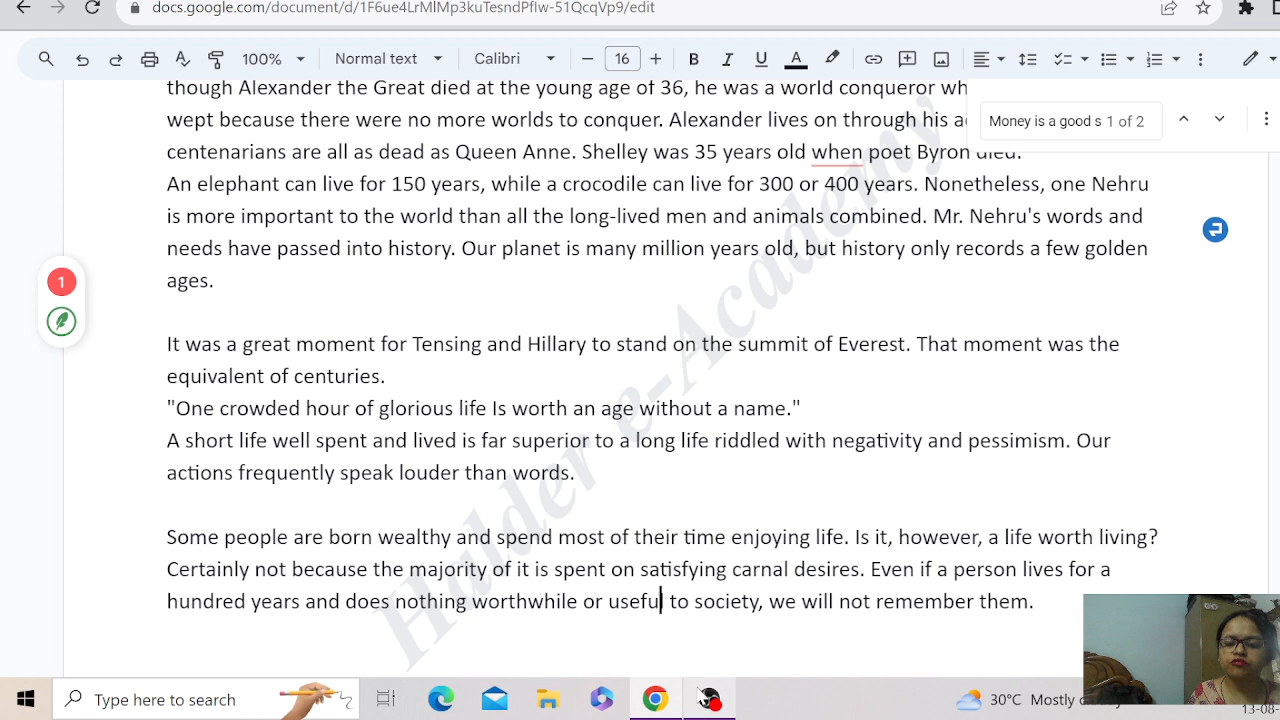 docs.google.com/document/d/1F6ue4LrMlMp3kuTesndPflw-51QcqVp9/edit
100% Normal text Calibri 16 B I U A
though Alexander the Great died at the young age of 36, he was a world conqueror wh
Money is a good s 1 of 2
wept because there were no more worlds to conquer. Alexander lives on through his a
centenarians are all as dead as Queen Anne. Shelley was 35 years old when poet Byron died.
An elephant can live for 150 years, while a crocodile can live for 300 or 400 years. Nonetheless, one Nehru
is more important to the world than all the long-lived men and animals combined. Mr. Nehru's words and
needs have passed into history. Our planet is many million years old, but history only records a few golden
ages.
1
It was a great moment for Tensing and Hillary to stand on the summit of Everest. That moment was the
equivalent of centuries.
"One crowded hour of glorious life Is worth an age without a name."
A short life well spent and lived is far superior to a long life riddled with negativity and pessimism. Our
actions frequently speak louder than words.
Some people are born wealthy and spend most of their time enjoying life. Is it, however, a life worth living?
Certainly not because the majority of it is spent on satisfying carnal desires. Even if a person lives for a
hundred years and does nothing worthwhile or useful to society, we will not remember them.
Halder e-Academy
Type here to search
30°C Mostly c
13-08-